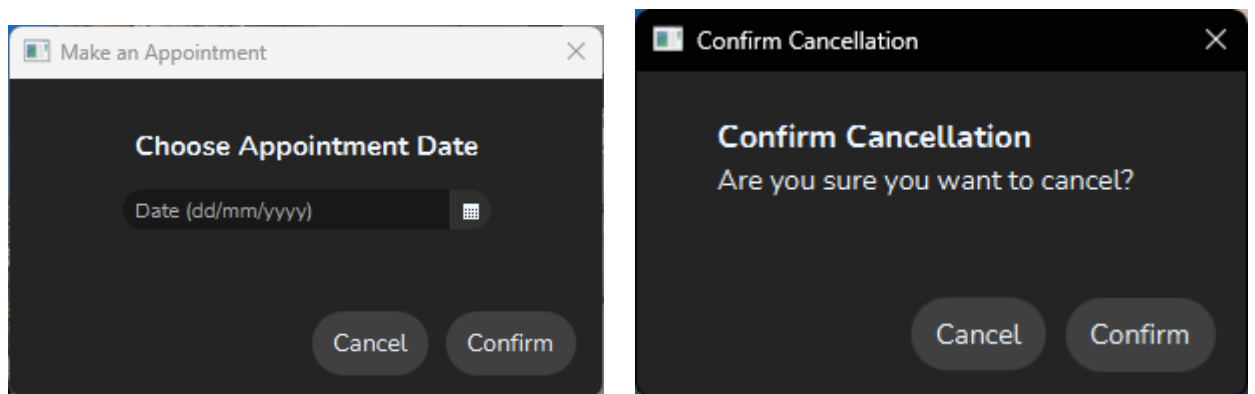 Make an Appointment
Choose Appointment Date
Date (dd/mm/yyyy)
Cancel Confirm
Confirm Cancellation
Confirm Cancellation
Are you sure you want to cancel?
Cancel Confirm